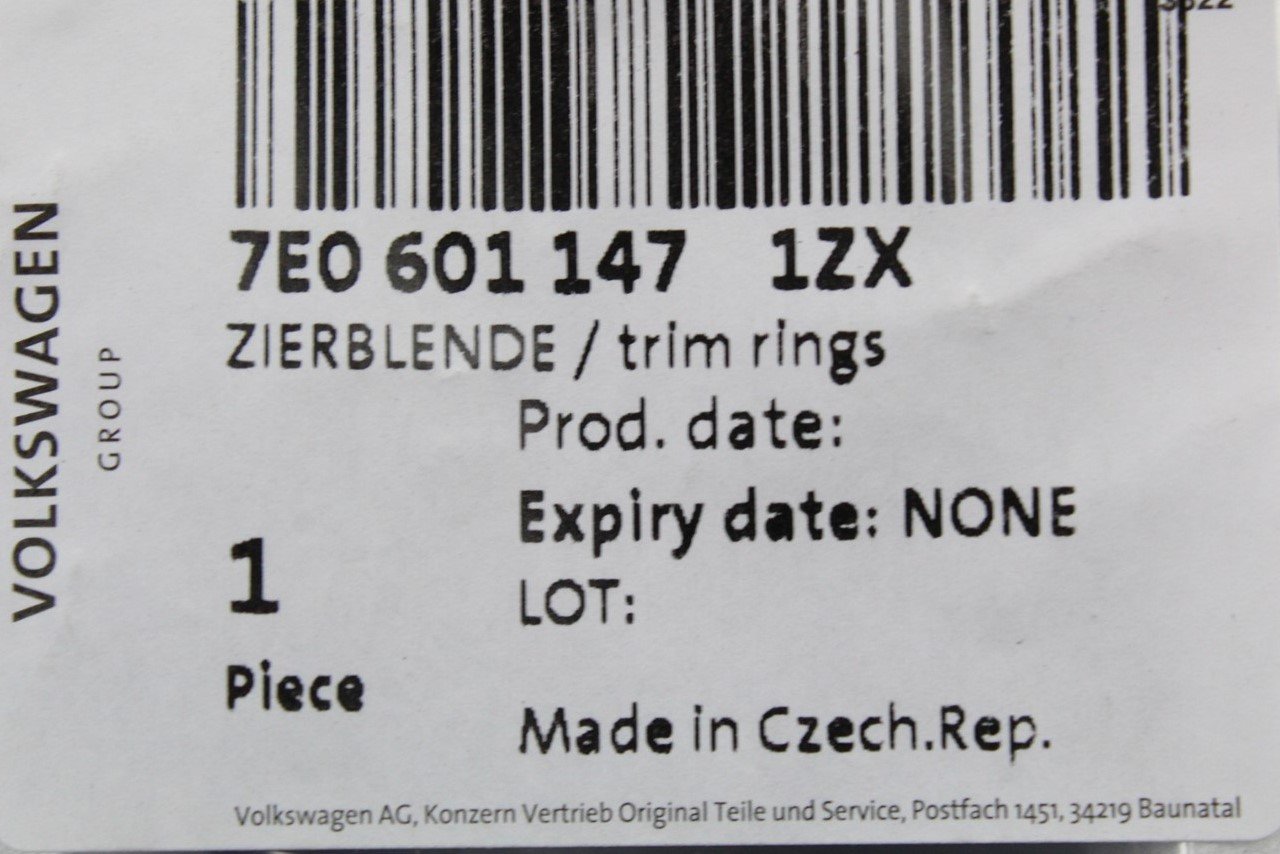 7E0 601 147 1ZX
ZIERBLENDE / trim rings
Prod. date:
Expiry date: NONE
1
LOT:
Piece
Made in Czech.Rep.
Volkswagen AG, Konzern Vertrieb Original Teile und Service, Postfach 1451, 34219 Baunatal
VOLKSWAGEN
GROUP